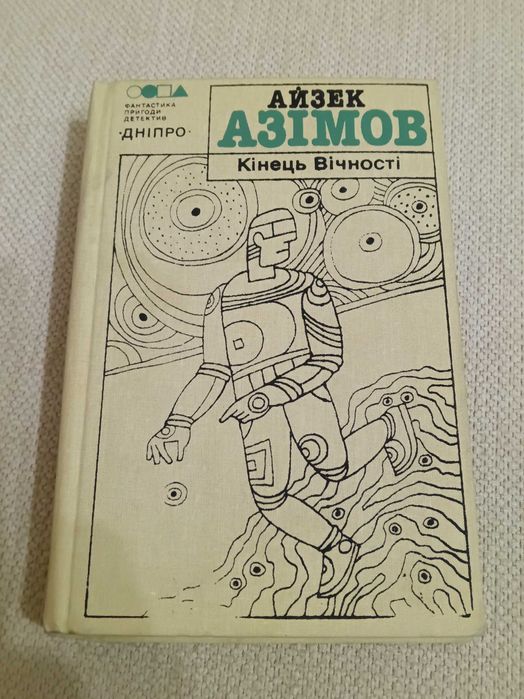 ФАНТАСТИКА
ПРИГОДИ
ДЕТЕКТИВ
·ДНІПРО·
АЙЗЕК
АЗІМОВ
Кінець Вічності